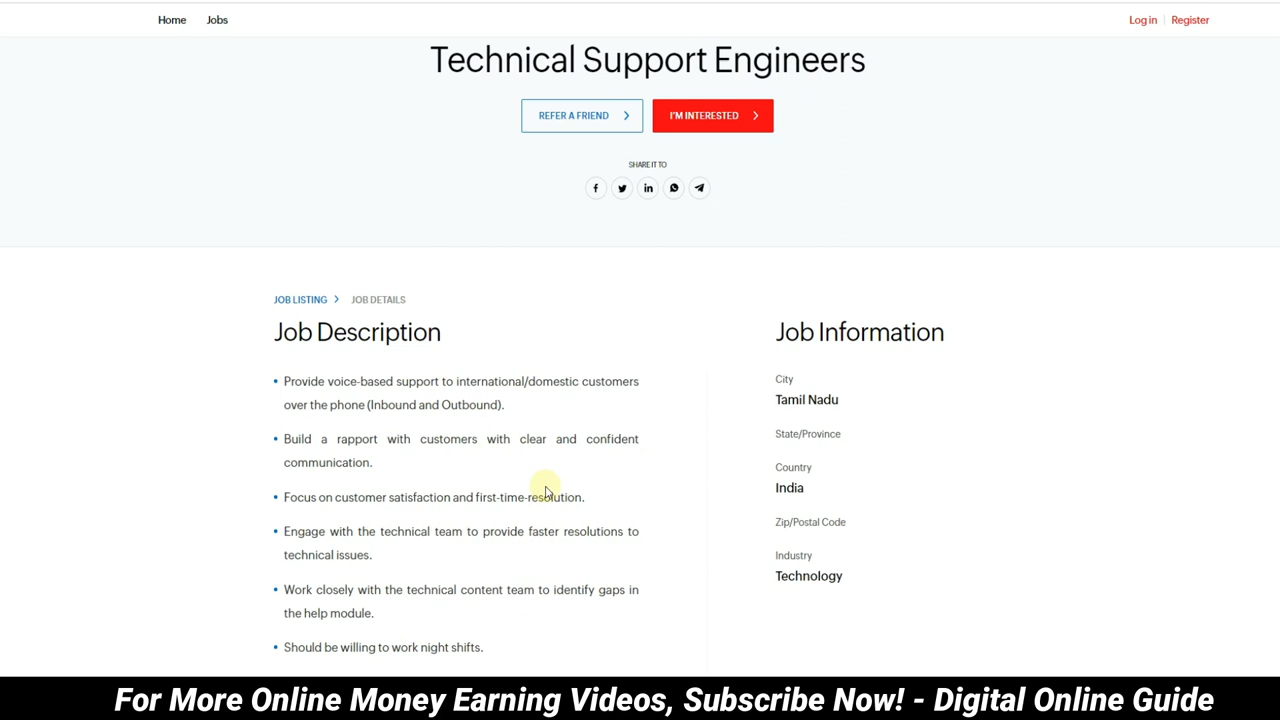 Home Jobs Log in Register
Technical Support Engineers
REFER A FRIEND I'M INTERESTED
SHARE IT TO
JOB LISTING JOB DETAILS
Job Description
Provide voice-based support to international/domestic customers
over the phone (Inbound and Outbound).
Build a rapport with customers with clear and confident
communication.
Focus on customer satisfaction and first-time-resolution.
Engage with the technical team to provide faster resolutions to
technical issues.
Work closely with the technical content team to identify gaps in
the help module.
Should be willing to work night shifts.
Job Information
City
Tamil Nadu
State/Province
Country
India
Zip/Postal Code
Industry
Technology
For More Online Money Earning Videos, Subscribe Now! - Digital Online Guide